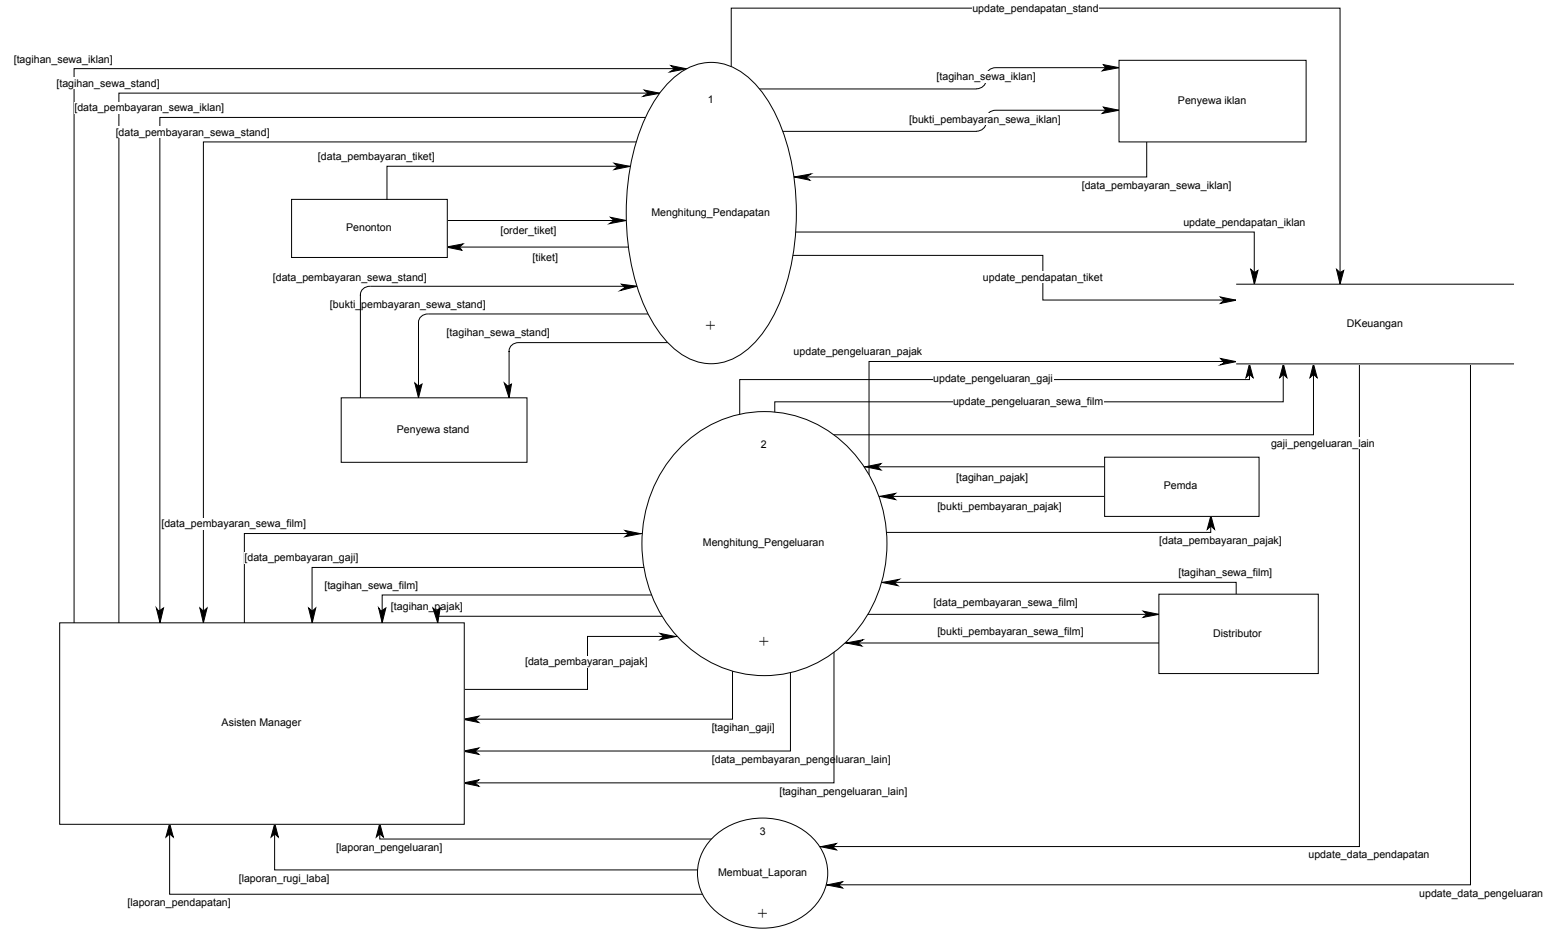 update_pendapatan_stand
[tagihan_sewa_iklan]
[tagihan_sewa_stand]
[tagihan_sewa_iklan]
1
Penyewa iklan
[data_pembayaran_sewa_iklan]
[bukti_pembayaran_sewa_iklan]
[data_pembayaran_sewa_stand]
[data_pembayaran_tiket]
[data_pembayaran_sewa_iklan]
Menghitung_Pendapatan
Penonton
[order_tiket]
update_pendapatan_iklan
[tiket]
[data_pembayaran_sewa_stand]
update_pendapatan_tiket
[bukti_pembayaran_sewa_stand]
+
DKeuangan
[tagihan_sewa_stand]
update_pengeluaran_pajak
update_pengeluaran_gaji
update_pengeluaran_sewa_film
Penyewa stand
2
gaji_pengeluaran_lain
[tagihan_pajak]
Pemda
[bukti_pembayaran_pajak]
[data_pembayaran_sewa_film]
Menghitung_Pengeluaran
[data_pembayaran_pajak]
[data_pembayaran_gaji]
[tagihan_sewa_film]
[tagihan_sewa_film]
[data_pembayaran_sewa_film]
[tagihan_pajak]
[bukti_pembayaran_sewa_film]
Distributor
+
[data_pembayaran_pajak]
Asisten Manager
[tagihan_gaji]
[data_pembayaran_pengeluaran_lain]
[tagihan_pengeluaran_lain]
3
[laporan_pengeluaran]
update_data_pendapatan
Membuat_Laporan
[laporan_rugi_laba]
update_data_pengeluaran
[laporan_pendapatan]
+